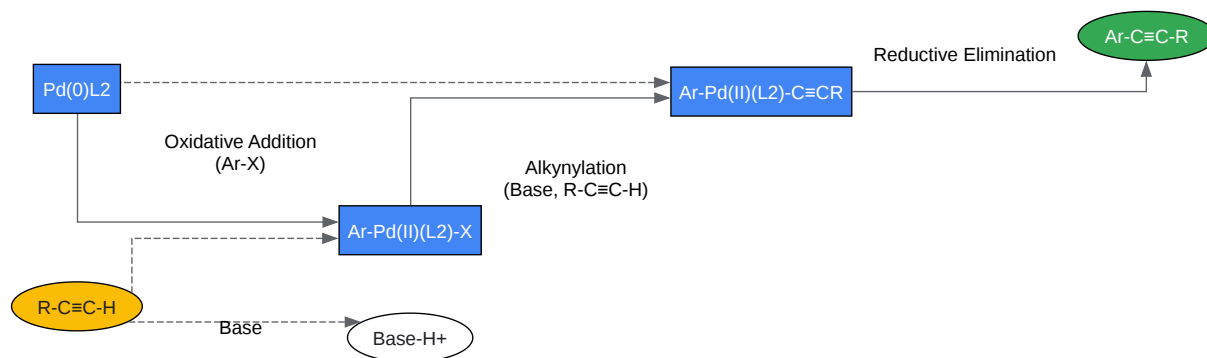 Ar-C≡C-R
Reductive Elimination
Pd(0)L2
Ar-Pd(II)(L2)-C≡CR
Oxidative Addition
(Ar-X)
Alkynylation
(Base, R-C≡C-H)
Ar-Pd(II)(L2)-X
R-C≡C-H
Base
Base-H+